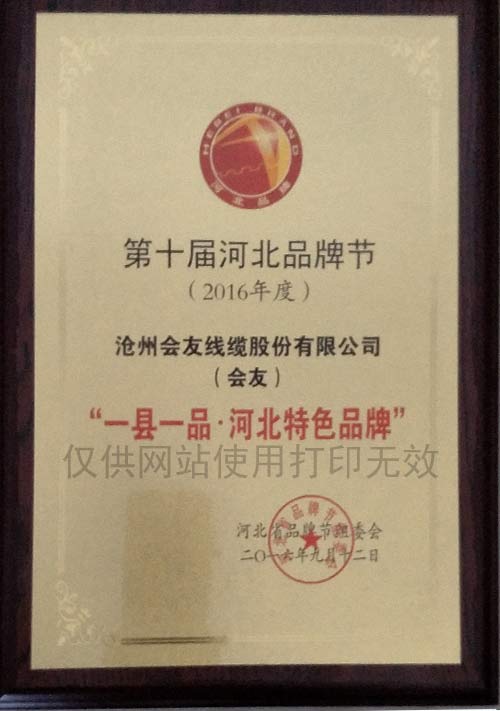 HEBEI BRAND
河北品牌
第十届河北品牌节
(2016年度)
沧州会友线缆股份有限公司
(会友)
“一县一品·河北特色品牌”
仅供网站使用打印无效
河北省品牌节组委会
二〇一六年九月十二日